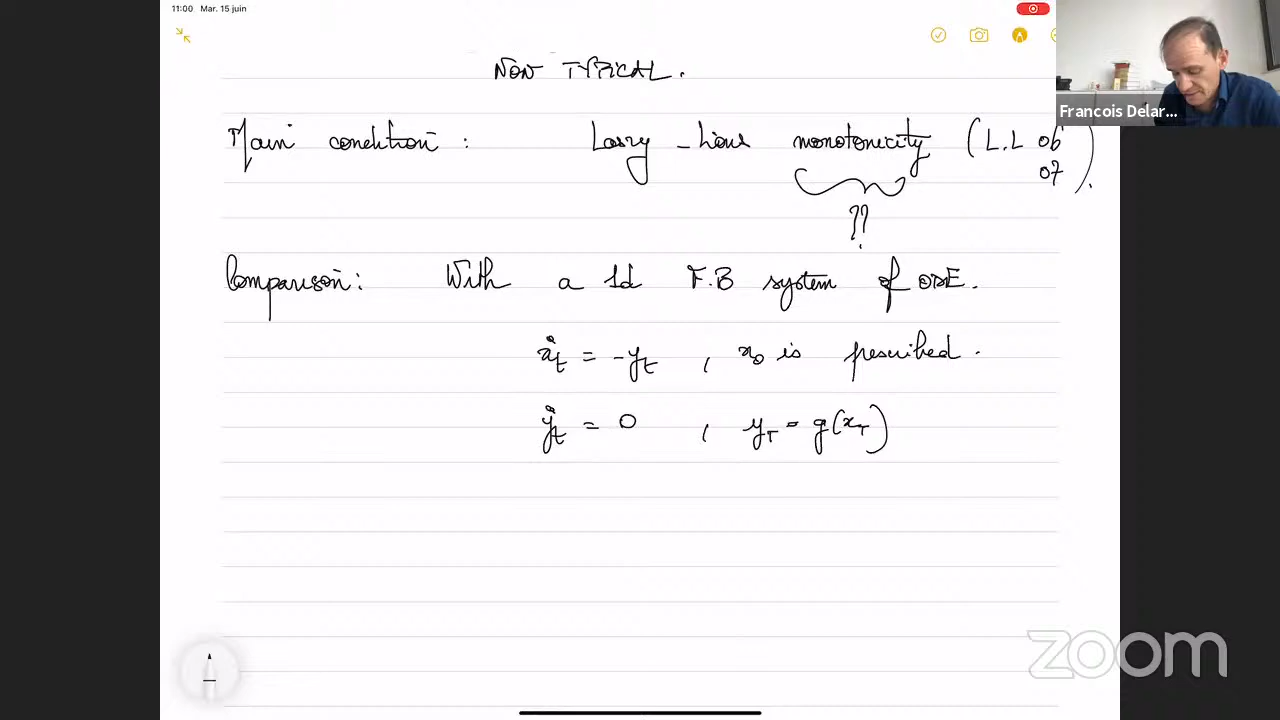 11:00 Mar. 15 juin
NON TYPICAL.
Francois Delar...
Main condition : Lasry - Lions monotonicity (L.L 06
07).
??
Comparison: With a 1d F.B system of ODE.
ẋt = -yt , x0 is prescribed.
ẏt = 0 , yT = g(xT)
zoom